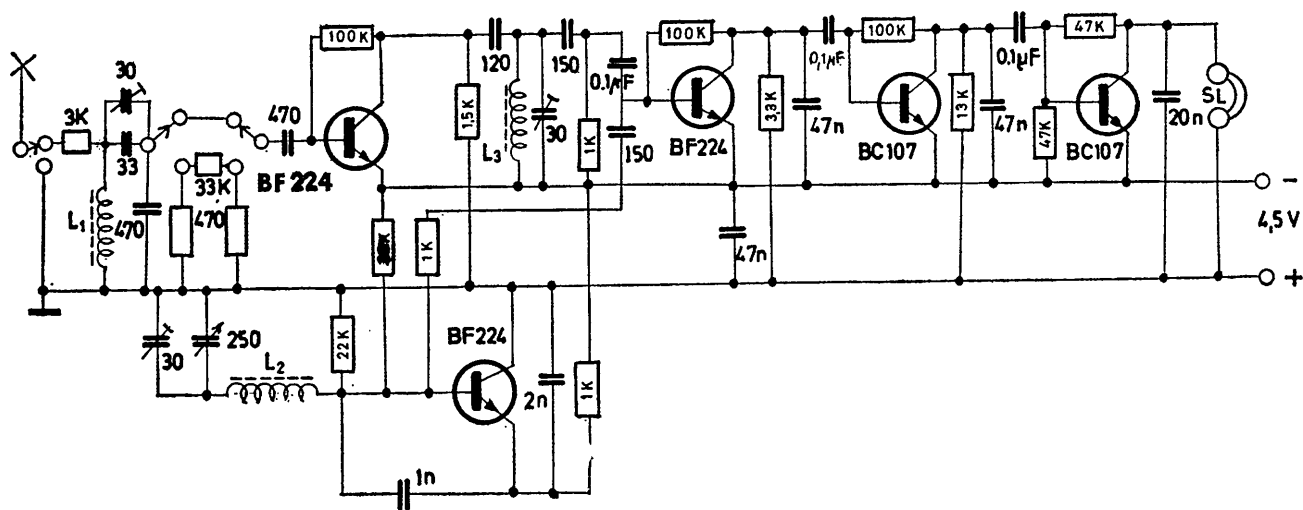 100K
120
150
100K
0,1µF
100K
0.1µF
47K
30
3K
33
470
1,5K
30
L3
0.1µF
1K
150
BF224
3,3K
47n
BC107
13K
47n
47K
BC107
20n
SL
33K
BF224
L1
470
470
1K
47n
-
4,5V
+
30
250
L2
22K
BF224
2n
1K
1n